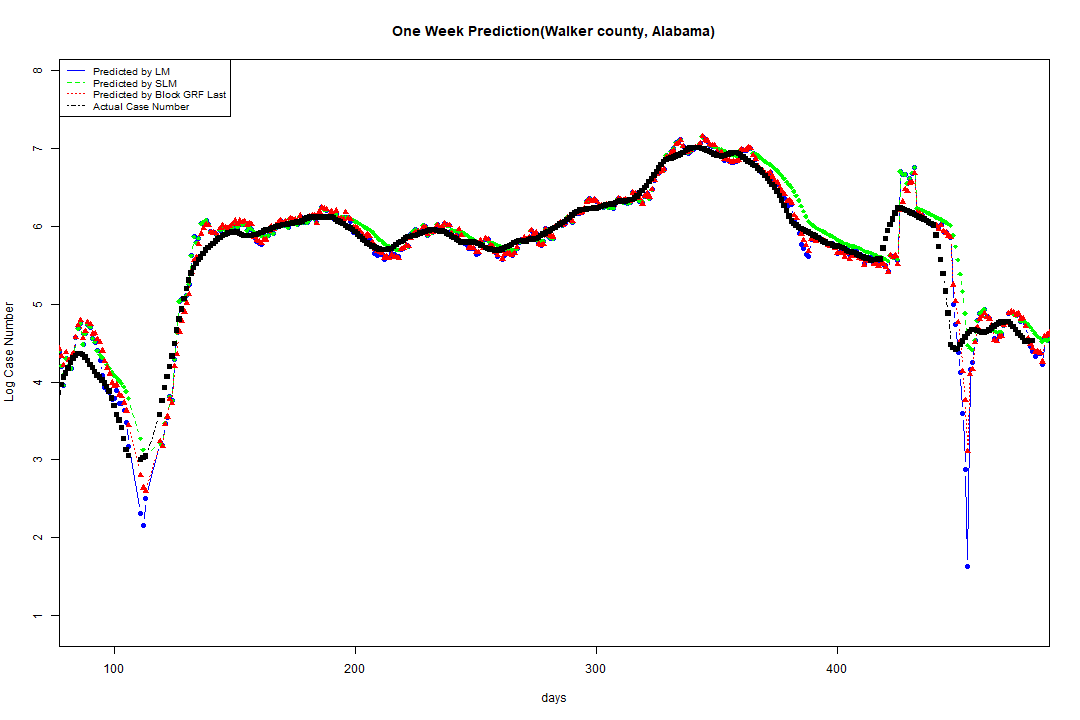 One Week Prediction(Walker county, Alabama)
Predicted by LM
Predicted by SLM
Predicted by Block GRF Last
Actual Case Number
8
7
6
5
4
3
2
1
Log Case Number
100 200 300 400
days